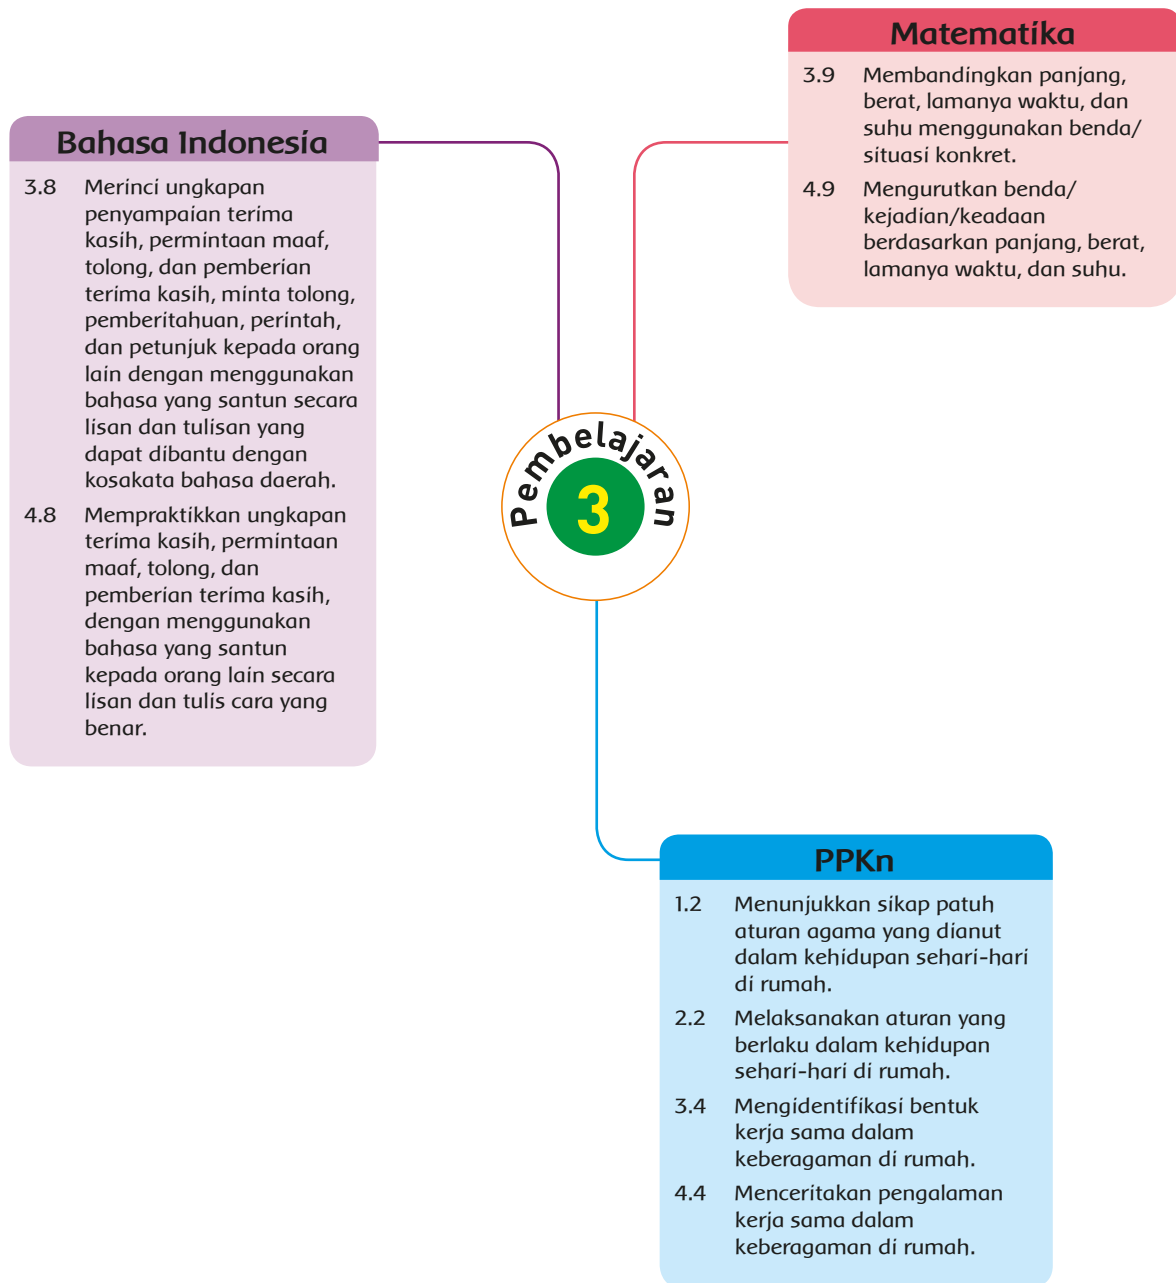 Matematika
3.9 Membandingkan panjang,
berat, lamanya waktu, dan
suhu menggunakan benda/
situasi konkret.
4.9 Mengurutkan benda/
kejadian/keadaan
berdasarkan panjang, berat,
lamanya waktu, dan suhu.
Bahasa Indonesia
3.8 Merinci ungkapan
penyampaian terima
kasih, permintaan maaf,
tolong, dan pemberian
terima kasih, minta tolong,
pemberitahuan, perintah,
dan petunjuk kepada orang
lain dengan menggunakan
bahasa yang santun secara
lisan dan tulisan yang
dapat dibantu dengan
kosakata bahasa daerah.
4.8 Mempraktikkan ungkapan
terima kasih, permintaan
maaf, tolong, dan
pemberian terima kasih,
dengan menggunakan
bahasa yang santun
kepada orang lain secara
lisan dan tulis cara yang
benar.
Pembelajaran
3
PPKn
1.2 Menunjukkan sikap patuh
aturan agama yang dianut
dalam kehidupan sehari-hari
di rumah.
2.2 Melaksanakan aturan yang
berlaku dalam kehidupan
sehari-hari di rumah.
3.4 Mengidentifikasi bentuk
kerja sama dalam
keberagaman di rumah.
4.4 Menceritakan pengalaman
kerja sama dalam
keberagaman di rumah.